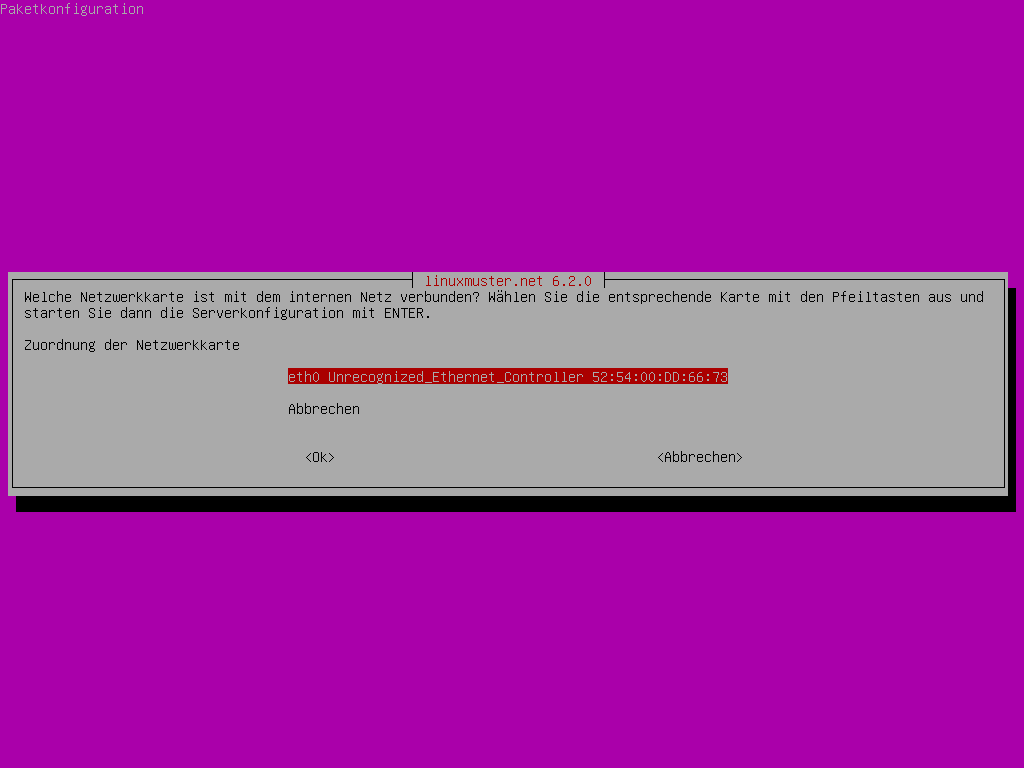 Paketkonfiguration
linuxmuster.net 6.2.0
Welche Netzwerkkarte ist mit dem internen Netz verbunden? Wählen Sie die entsprechende Karte mit den Pfeiltasten aus und
starten Sie dann die Serverkonfiguration mit ENTER.
Zuordnung der Netzwerkkarte
eth0 Unrecognized_Ethernet_Controller 52:54:00:DD:66:73
Abbrechen
<Ok> <Abbrechen>